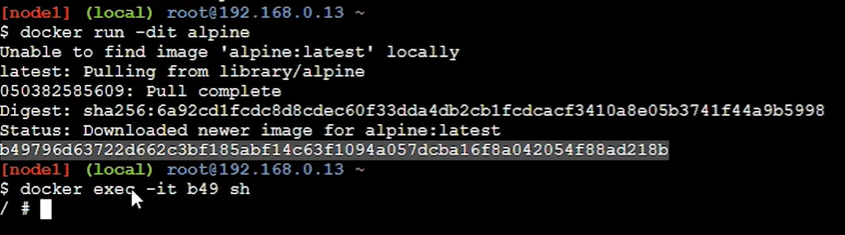 [node1] (local) root@192.168.0.13 ~
$ docker run -dit alpine
Unable to find image 'alpine:latest' locally
latest: Pulling from library/alpine
050382585609: Pull complete
Digest: sha256:6a92cd1fcdc8d8cdec60f33dda4db2cb1fcdcacf3410a8e05b3741f44a9b5998
Status: Downloaded newer image for alpine:latest
b49796d63722d662c3bf185abf14c63f1094a057dcba16f8a042054f88ad218b
[node1] (local) root@192.168.0.13 ~
$ docker exec -it b49 sh
/ #